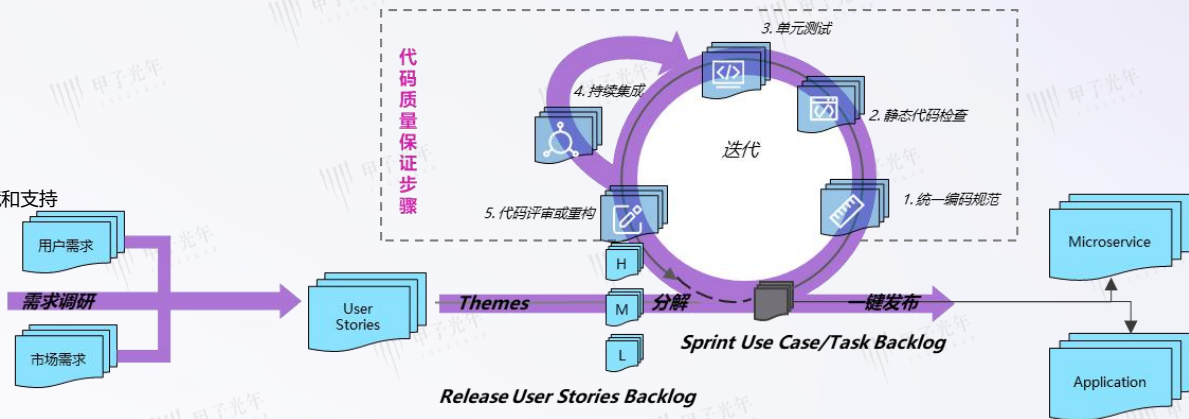 代码质量保证步骤
3. 单元测试
4. 持续集成
2. 静态代码检查
迭代
1. 统一编码规范
5. 代码评审或重构
和支持
用户需求
需求调研
市场需求
User
Stories
Themes
H
M
L
分解
一键发布
Sprint Use Case/Task Backlog
Release User Stories Backlog
Microservice
Application
甲子光年